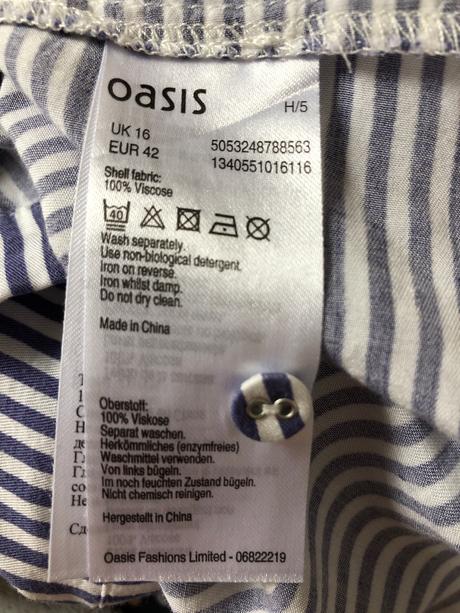 oasis
H/5
UK 16
EUR 42
5053248788563
1340551016116
Shell fabric:
100% Viscose
40
Wash separately.
Use non-biological detergent.
Iron on reverse.
Iron whilst damp.
Do not dry clean.
Made in China
Oberstoff:
100% Viskose
Separat waschen.
Herkömmliches (enzymfreies)
Waschmittel verwenden.
Von links bügeln.
Im noch feuchten Zustand bügeln.
Nicht chemisch reinigen.
Hergestellt in China
Oasis Fashions Limited - 06822219